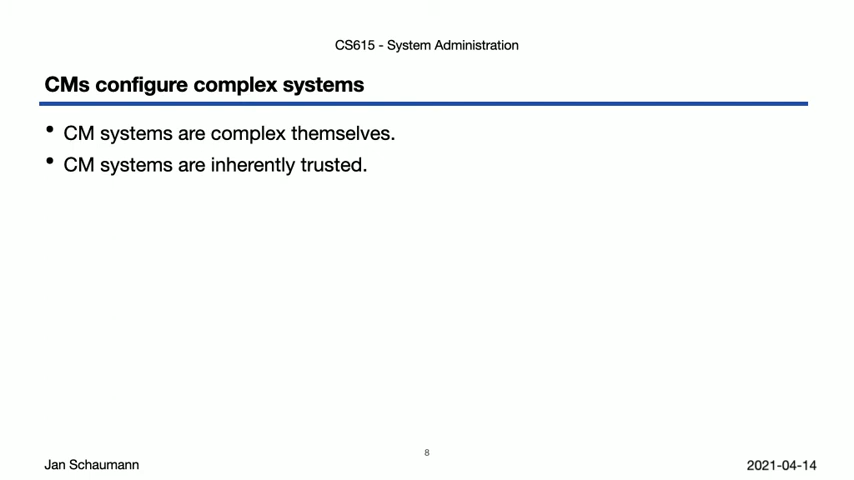 CS615 - System Administration
CMs configure complex systems
• CM systems are complex themselves.
• CM systems are inherently trusted.
8
Jan Schaumann
2021-04-14